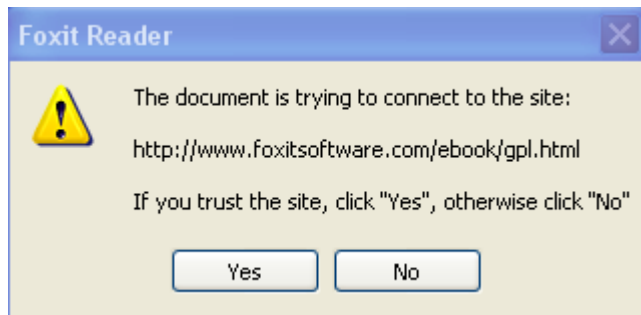 Foxit Reader
The document is trying to connect to the site:
http://www.foxitsoftware.com/ebook/gpl.html
If you trust the site, click "Yes", otherwise click "No"
Yes No